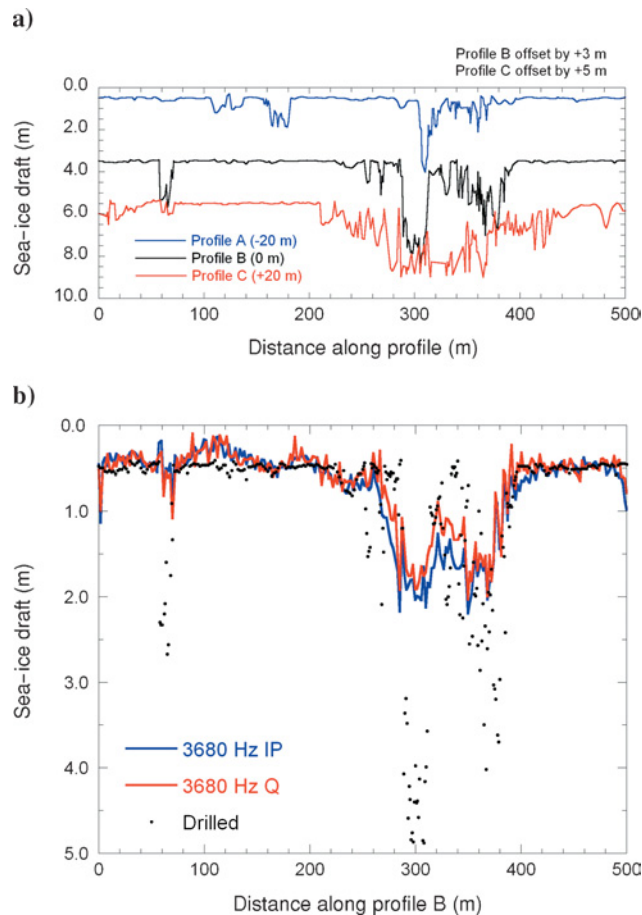 a)
Profile B offset by +3 m
Profile C offset by +5 m
0.0
2.0
4.0
6.0
8.0
10.0
Sea-ice draft (m)
Profile A (-20 m)
Profile B (0 m)
Profile C (+20 m)
0 100 200 300 400 500
Distance along profile (m)
b)
0.0
1.0
2.0
3.0
4.0
5.0
Sea-ice draft (m)
3680 Hz IP
3680 Hz Q
Drilled
0 100 200 300 400 500
Distance along profile B (m)